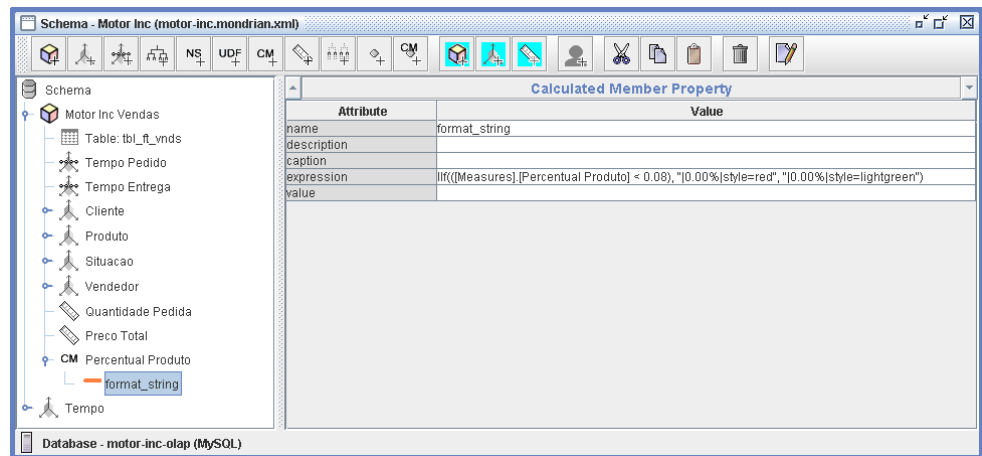 Schema - Motor Inc (motor-inc.mondrian.xml)
NS UDF CM CM
Schema
Motor Inc Vendas
Table: tbl_ft_vnds
Tempo Pedido
Tempo Entrega
Cliente
Produto
Situacao
Vendedor
Quantidade Pedida
Preco Total
CM Percentual Produto
format_string
Tempo
Calculated Member Property
Attribute Value
name format_string
description
caption
expression IIf(([Measures].[Percentual Produto] < 0.08), "|0.00%|style=red", "|0.00%|style=lightgreen")
value
Database - motor-inc-olap (MySQL)